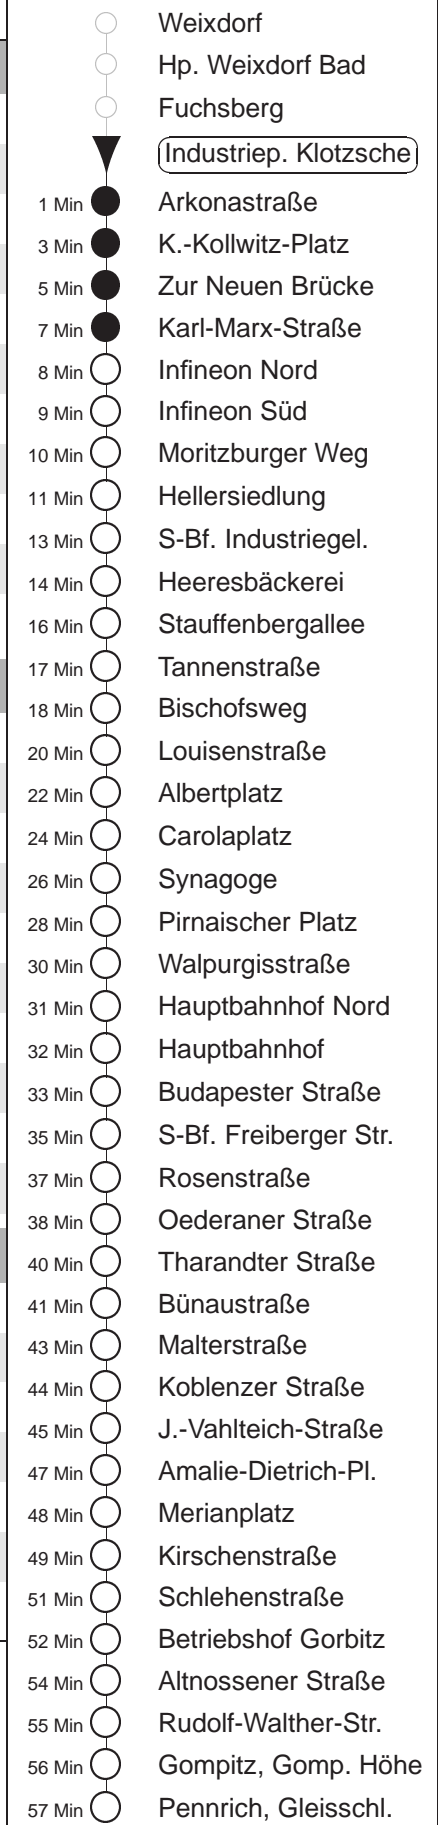 Weixdorf
Hp. Weixdorf Bad
Fuchsberg
Industriep. Klotzsche
1 Min Arkonastraße
3 Min K.-Kollwitz-Platz
5 Min Zur Neuen Brücke
7 Min Karl-Marx-Straße
8 Min Infineon Nord
9 Min Infineon Süd
10 Min Moritzburger Weg
11 Min Hellersiedlung
13 Min S-Bf. Industriegel.
14 Min Heeresbäckerei
16 Min Stauffenbergallee
17 Min Tannenstraße
18 Min Bischofsweg
20 Min Louisenstraße
22 Min Albertplatz
24 Min Carolaplatz
26 Min Synagoge
28 Min Pirnaischer Platz
30 Min Walpurgisstraße
31 Min Hauptbahnhof Nord
32 Min Hauptbahnhof
33 Min Budapester Straße
35 Min S-Bf. Freiberger Str.
37 Min Rosenstraße
38 Min Oederaner Straße
40 Min Tharandter Straße
41 Min Bünaustraße
43 Min Malterstraße
44 Min Koblenzer Straße
45 Min J.-Vahlteich-Straße
47 Min Amalie-Dietrich-Pl.
48 Min Merianplatz
49 Min Kirschenstraße
51 Min Schlehenstraße
52 Min Betriebshof Gorbitz
54 Min Altnossener Straße
55 Min Rudolf-Walther-Str.
56 Min Gompitz, Gomp. Höhe
57 Min Pennrich, Gleisschl.